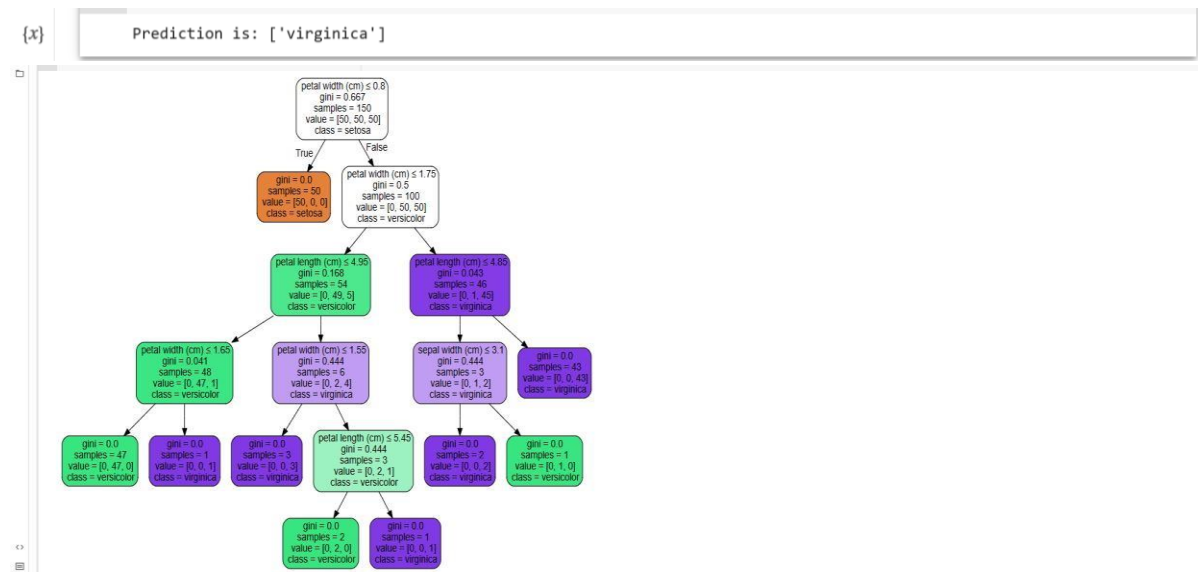 {x}
Prediction is: ['virginica']
petal width (cm) ≤ 0.8
gini = 0.667
samples = 150
value = [50, 50, 50]
class = setosa
True
False
gini = 0.0
samples = 50
value = [50, 0, 0]
class = setosa
petal width (cm) ≤ 1.75
gini = 0.5
samples = 100
value = [0, 50, 50]
class = versicolor
petal length (cm) ≤ 4.95
gini = 0.168
samples = 54
value = [0, 49, 5]
class = versicolor
petal length (cm) ≤ 4.85
gini = 0.043
samples = 46
value = [0, 1, 45]
class = virginica
petal width (cm) ≤ 1.65
gini = 0.041
samples = 48
value = [0, 47, 1]
class = versicolor
petal width (cm) ≤ 1.55
gini = 0.444
samples = 6
value = [0, 2, 4]
class = virginica
sepal width (cm) ≤ 3.1
gini = 0.444
samples = 3
value = [0, 1, 2]
class = virginica
gini = 0.0
samples = 43
value = [0, 0, 43]
class = virginica
gini = 0.0
samples = 47
value = [0, 47, 0]
class = versicolor
gini = 0.0
samples = 1
value = [0, 0, 1]
class = virginica
gini = 0.0
samples = 3
value = [0, 0, 3]
class = virginica
petal length (cm) ≤ 5.45
gini = 0.444
samples = 3
value = [0, 2, 1]
class = versicolor
gini = 0.0
samples = 2
value = [0, 0, 2]
class = virginica
gini = 0.0
samples = 1
value = [0, 1, 0]
class = versicolor
gini = 0.0
samples = 2
value = [0, 2, 0]
class = versicolor
gini = 0.0
samples = 1
value = [0, 0, 1]
class = virginica